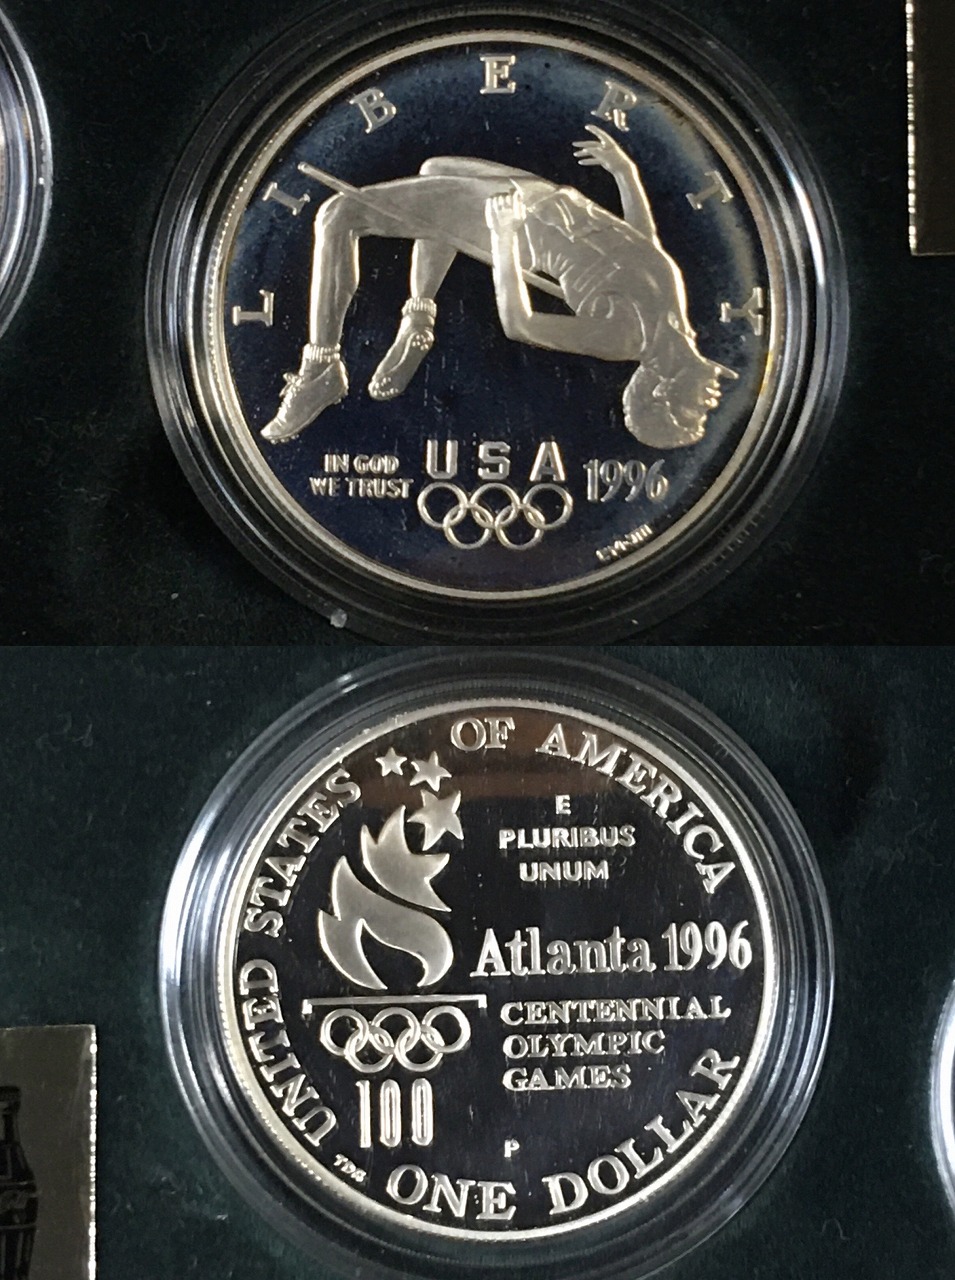 LIBERTY
IN GOD
WE TRUST
USA
1996
UNITED STATES OF AMERICA
E
PLURIBUS
UNUM
Atlanta 1996
CENTENNIAL
OLYMPIC
GAMES
100
P
TDR
ONE DOLLAR